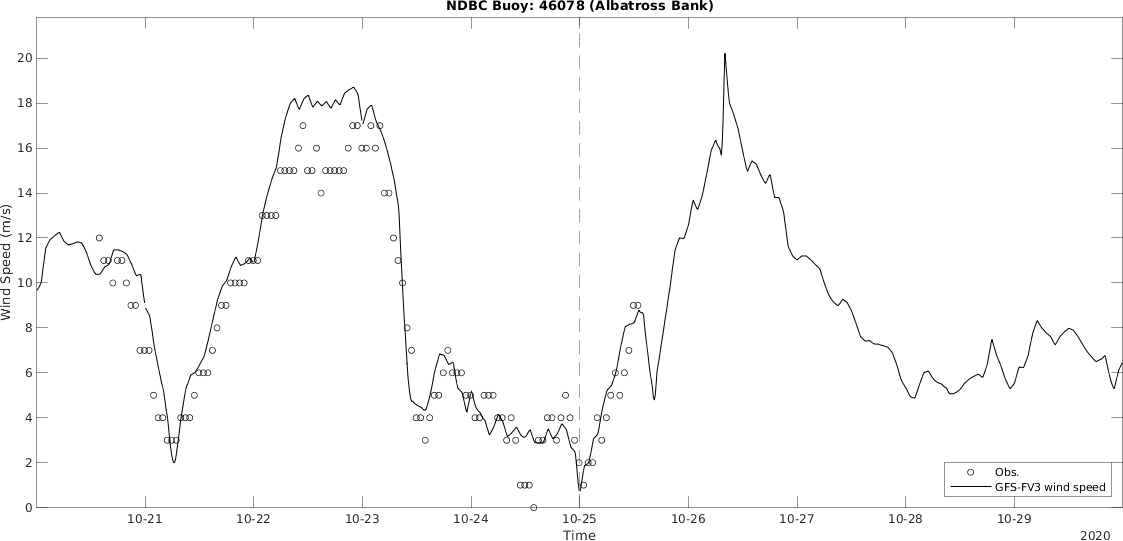 NDBC Buoy: 46078 (Albatross Bank)
20
18
16
14
12
10
8
6
4
2
0
Wind Speed (m/s)
10-21 10-22 10-23 10-24 10-25 10-26 10-27 10-28 10-29
Time
2020
Obs.
GFS-FV3 wind speed